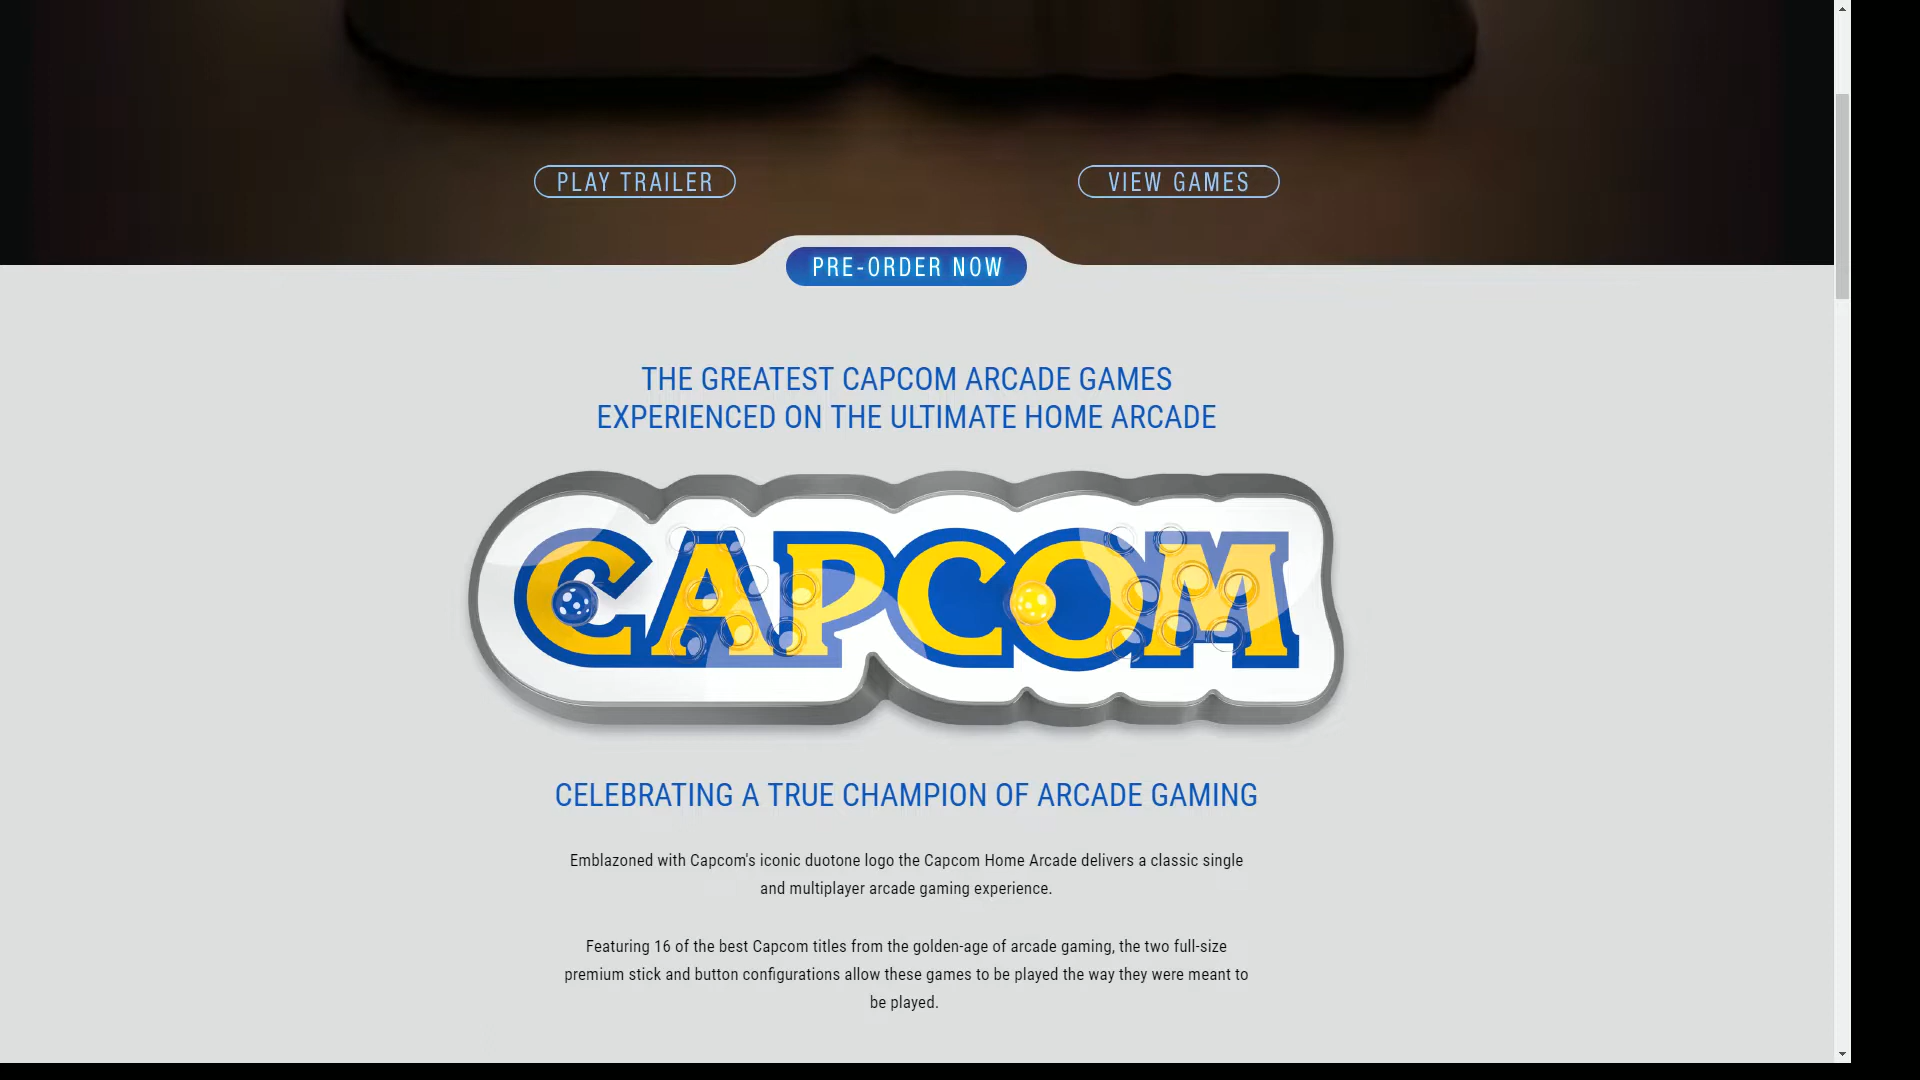 PLAY TRAILER
VIEW GAMES
PRE-ORDER NOW
THE GREATEST CAPCOM ARCADE GAMES
EXPERIENCED ON THE ULTIMATE HOME ARCADE
CAPCOM
CELEBRATING A TRUE CHAMPION OF ARCADE GAMING
Emblazoned with Capcom's iconic duotone logo the Capcom Home Arcade delivers a classic single
and multiplayer arcade gaming experience.
Featuring 16 of the best Capcom titles from the golden-age of arcade gaming, the two full-size
premium stick and button configurations allow these games to be played the way they were meant to
be played.